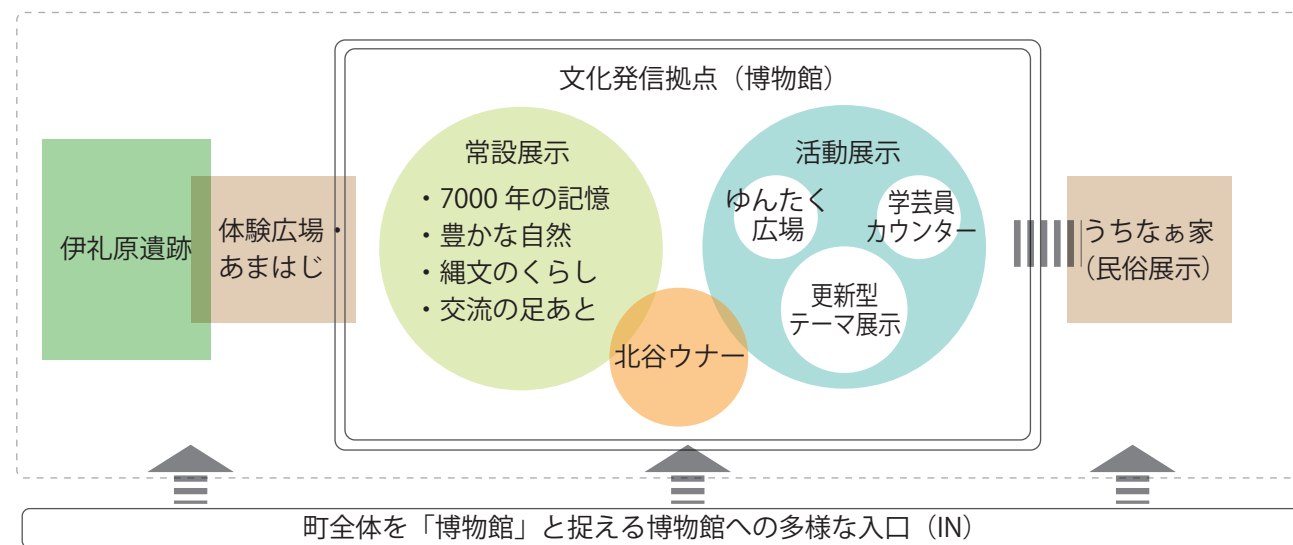 文化発信拠点（博物館）
伊礼原遺跡
体験広場・
あまはじ
常設展示
・7000 年の記憶
・豊かな自然
・縄文のくらし
・交流の足あと
活動展示
ゆんたく
広場
学芸員
カウンター
更新型
テーマ展示
北谷ウナー
うちなぁ家
（民俗展示）
町全体を「博物館」と捉える博物館への多様な入口（IN）